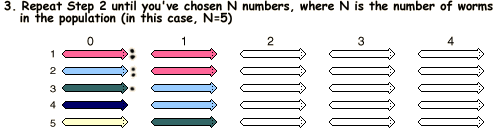 3. Repeat Step 2 until you've chosen N numbers, where N is the number of worms
in the population (in this case, N=5)
0 1 2 3 4
1
2
3
4
5